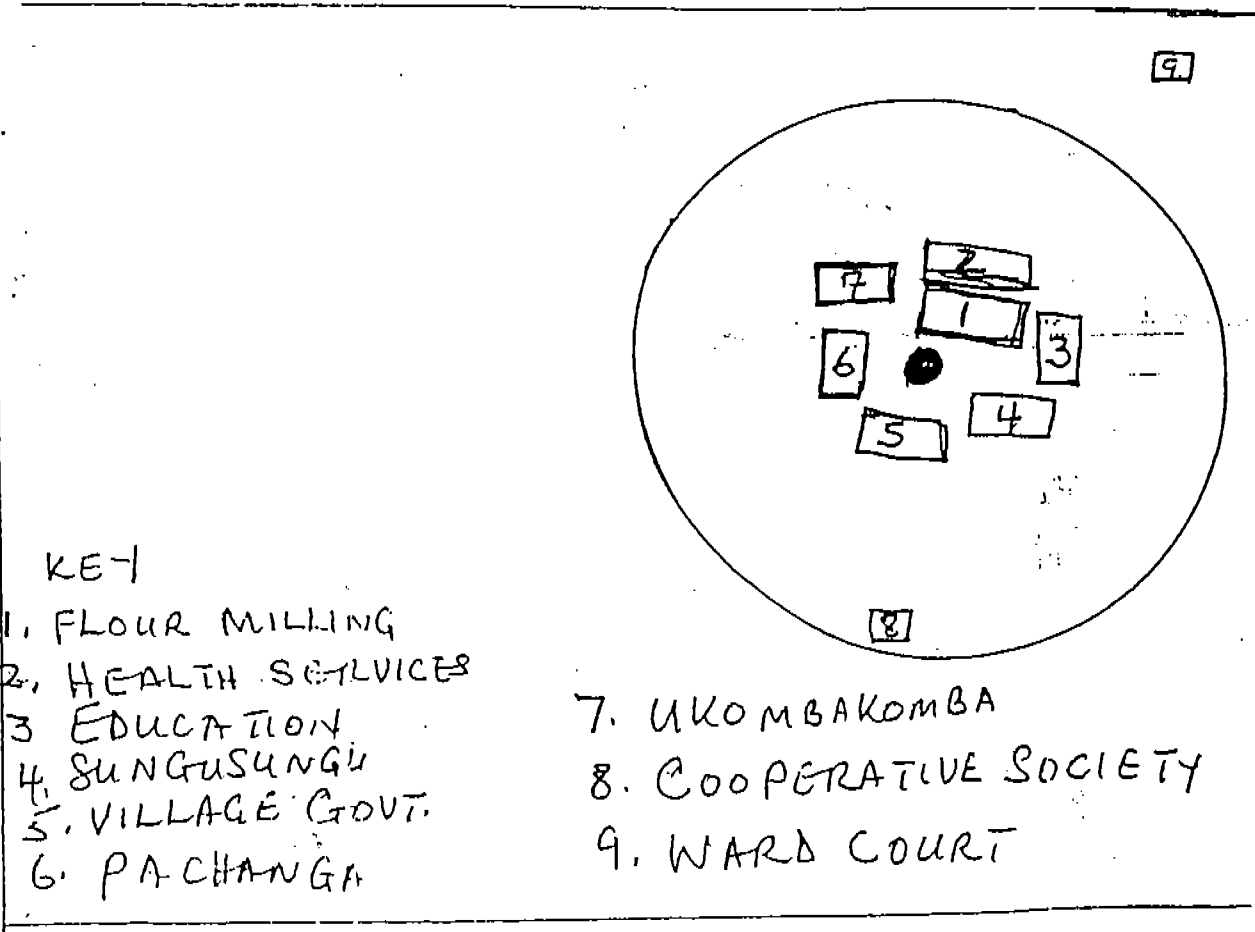 9.
2
7
1
3
6
4
5
8
KEY
1. FLOUR MILLING
2. HEALTH SERVICES
3 EDUCATION
4. SUNGUSUNGU
5. VILLAGE GOVT.
6. PACHANGA
7. UKOMBAKOMBA
8. COOPERATIVE SOCIETY
9. WARD COURT